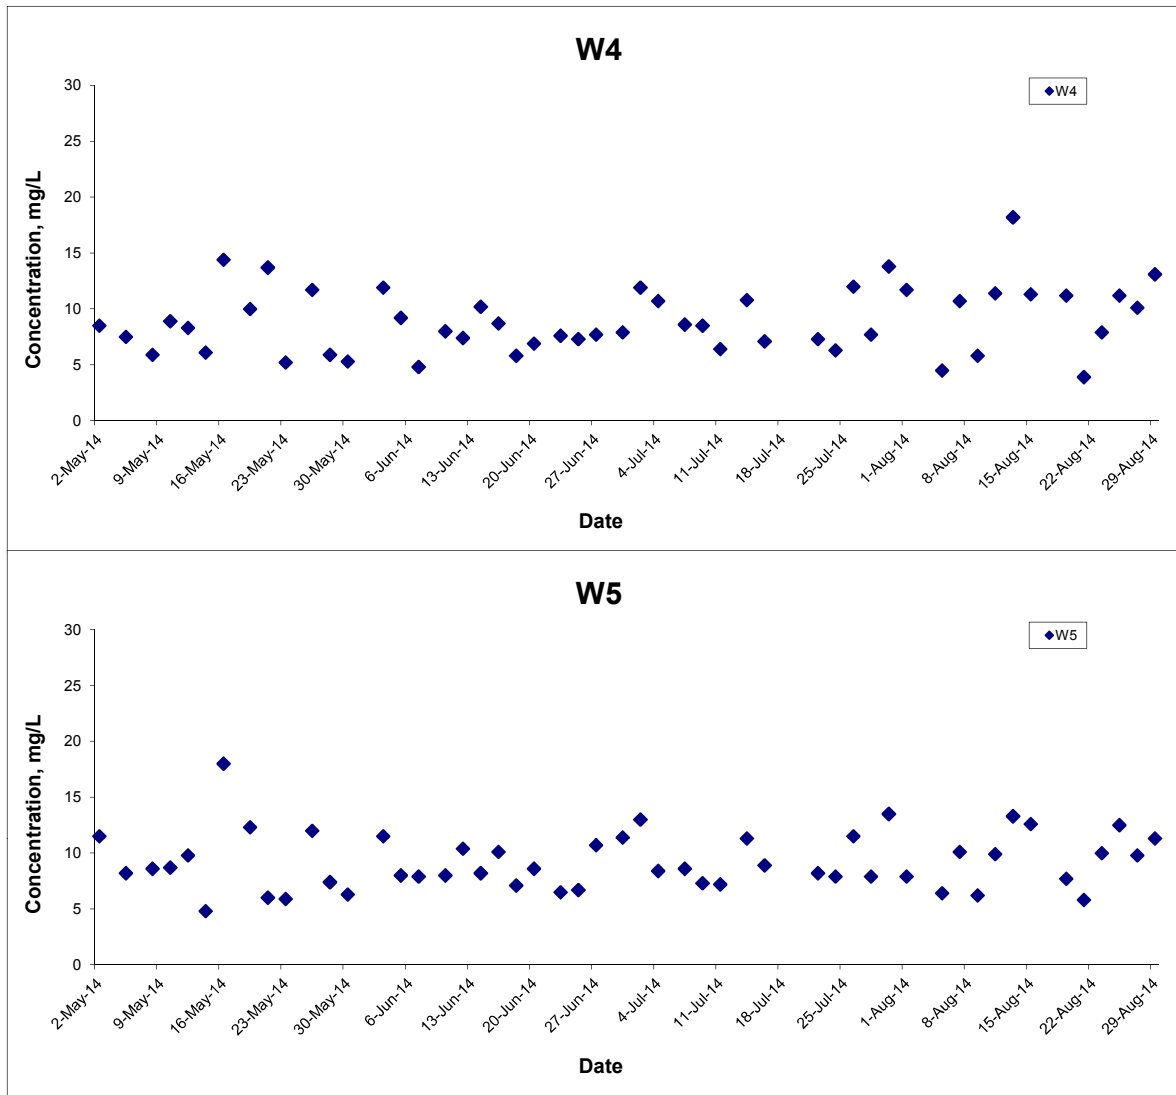 W4
W4
Concentration, mg/L
30
25
20
15
10
5
0
2-May-14
9-May-14
16-May-14
23-May-14
30-May-14
6-Jun-14
13-Jun-14
20-Jun-14
27-Jun-14
4-Jul-14
11-Jul-14
18-Jul-14
25-Jul-14
1-Aug-14
8-Aug-14
15-Aug-14
22-Aug-14
29-Aug-14
Date
W5
W5
Concentration, mg/L
30
25
20
15
10
5
0
2-May-14
9-May-14
16-May-14
23-May-14
30-May-14
6-Jun-14
13-Jun-14
20-Jun-14
27-Jun-14
4-Jul-14
11-Jul-14
18-Jul-14
25-Jul-14
1-Aug-14
8-Aug-14
15-Aug-14
22-Aug-14
29-Aug-14
Date